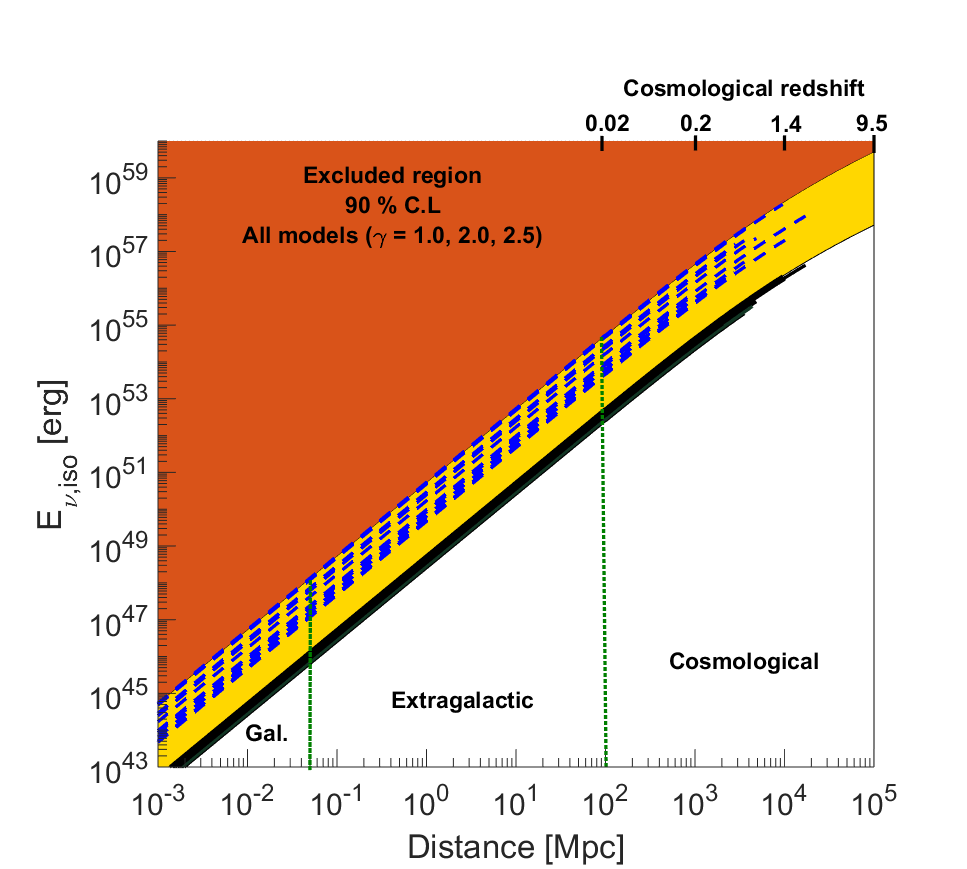 Cosmological redshift
0.02 0.2 1.4 9.5
Excluded region
90 % C.L
All models (γ = 1.0, 2.0, 2.5)
10^59
10^57
10^55
10^53
10^51
10^49
10^47
10^45
10^43
E_ν,iso [erg]
Cosmological
Extragalactic
Gal.
10^-3 10^-2 10^-1 10^0 10^1 10^2 10^3 10^4 10^5
Distance [Mpc]